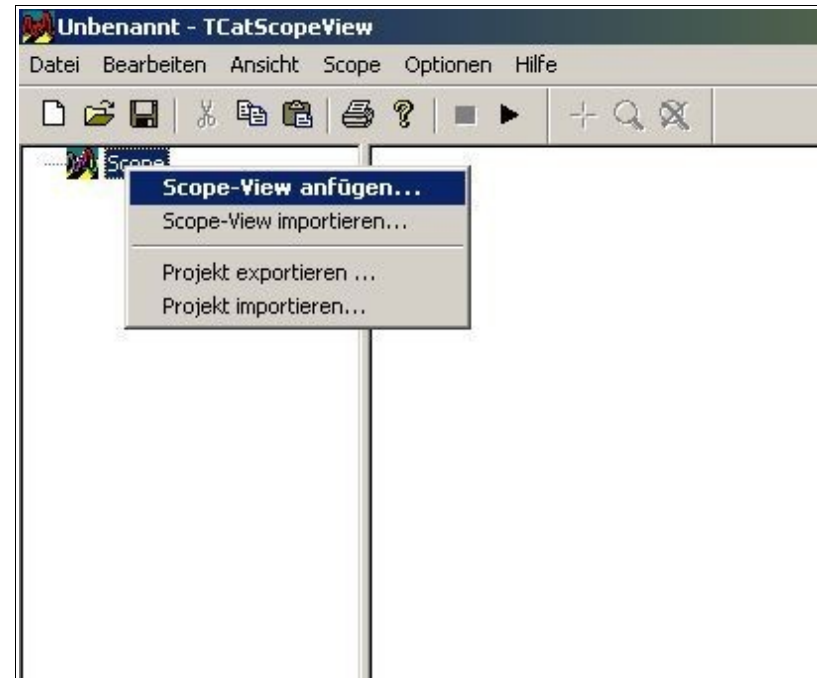 Unbenannt - TCatScopeView
Datei Bearbeiten Ansicht Scope Optionen Hilfe
Scope
Scope-View anfügen...
Scope-View importieren...
Projekt exportieren ...
Projekt importieren...